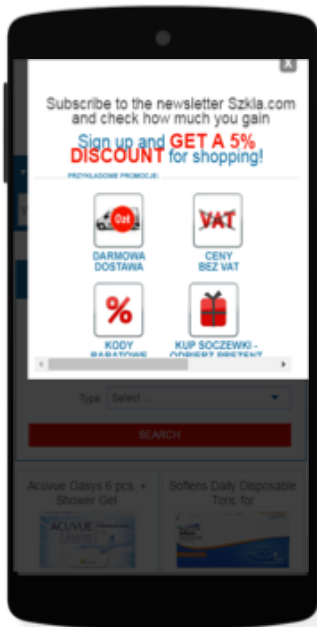 X
Subscribe to the newsletter Szkla.com
and check how much you gain
Sign up and GET A 5%
DISCOUNT for shopping!
PRZYKŁADOWE PROMOCJE:
0zł
VAT
DARMOWA
DOSTAWA
CENY
BEZ VAT
%
KODY
RABATOWE
KUP SOCZEWKI -
ODBIERZ PREZENT
Type Select ...
SEARCH
Acuvue Oasys 6 pcs. +
Shower Gel
Soflens Daily Disposable
Toric for
ACUVUE